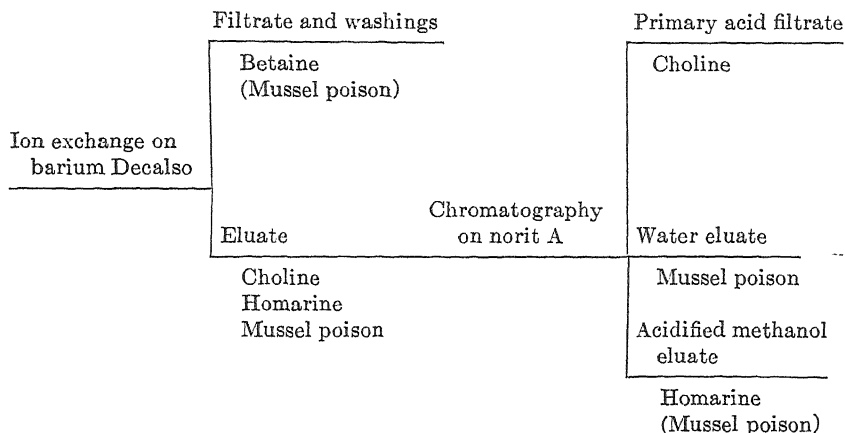 Filtrate and washings
Betaine
(Mussel poison)
Ion exchange on
barium Decalso
Eluate
Choline
Homarine
Mussel poison
Chromatography
on norit A
Primary acid filtrate
Choline
Water eluate
Mussel poison
Acidified methanol
eluate
Homarine
(Mussel poison)